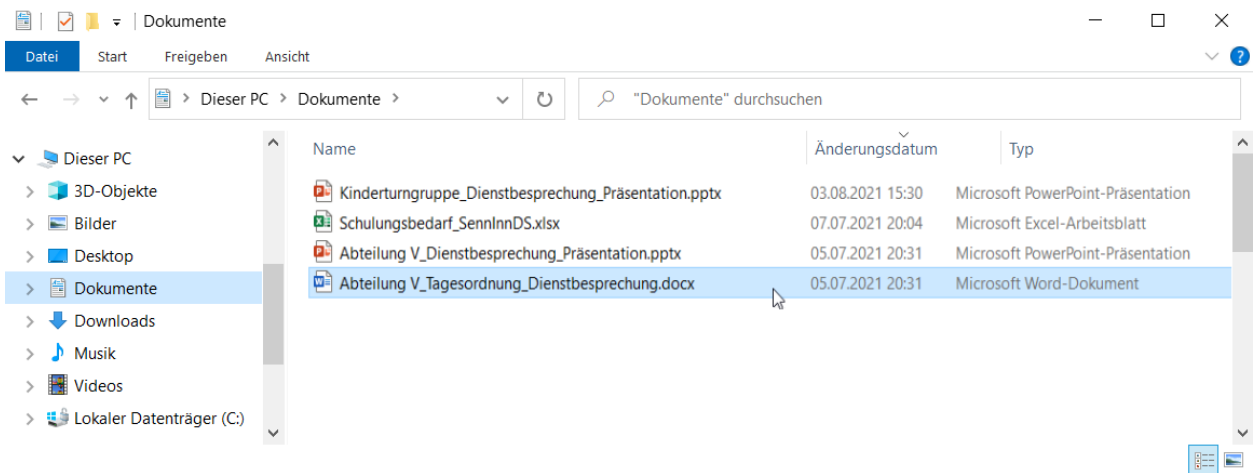 Dokumente
Datei Start Freigeben Ansicht
Dieser PC > Dokumente > "Dokumente" durchsuchen
Name Änderungsdatum Typ
Dieser PC
3D-Objekte
Bilder
Desktop
Dokumente
Downloads
Musik
Videos
Lokaler Datenträger (C:)
Kinderturngruppe_Dienstbesprechung_Präsentation.pptx 03.08.2021 15:30 Microsoft PowerPoint-Präsentation
Schulungsbedarf_SennInnDS.xlsx 07.07.2021 20:04 Microsoft Excel-Arbeitsblatt
Abteilung V_Dienstbesprechung_Präsentation.pptx 05.07.2021 20:31 Microsoft PowerPoint-Präsentation
Abteilung V_Tagesordnung_Dienstbesprechung.docx 05.07.2021 20:31 Microsoft Word-Dokument